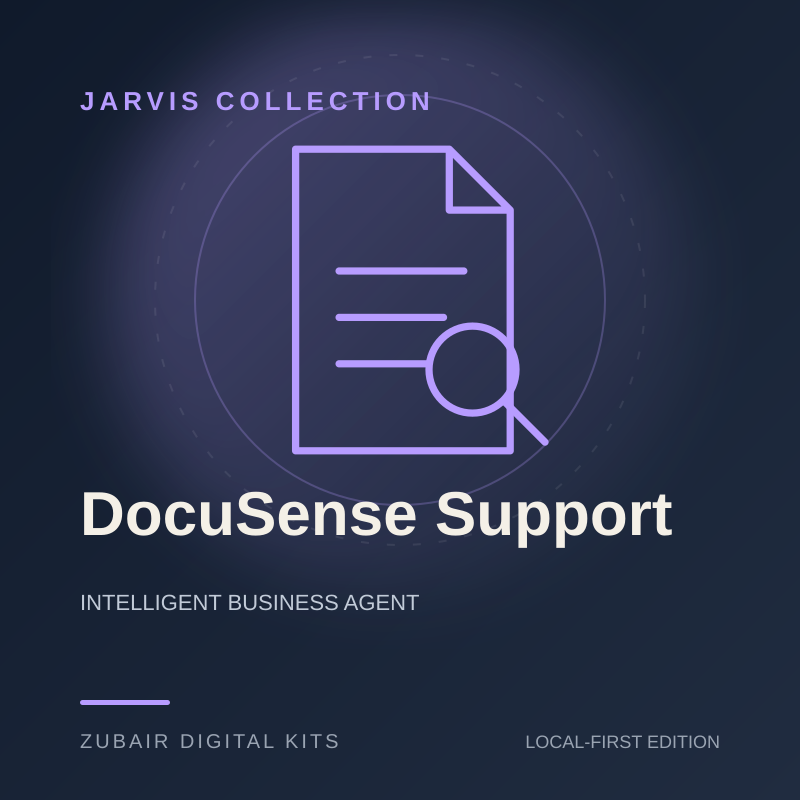 JARVIS COLLECTION
DocuSense Support
INTELLIGENT BUSINESS AGENT
ZUBAIR DIGITAL KITS
LOCAL-FIRST EDITION